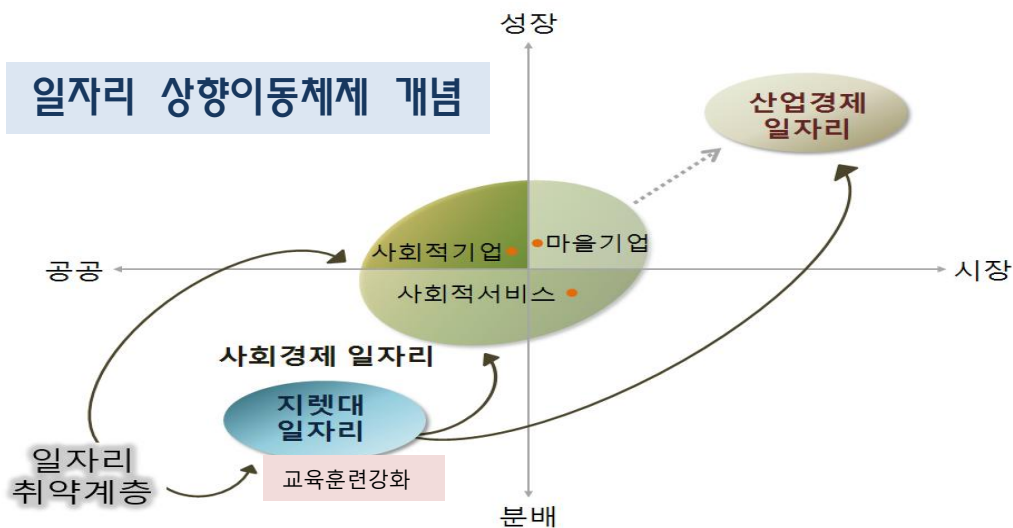 성장
일자리 상향이동체제 개념
산업경제
일자리
사회적기업
마을기업
공공
시장
사회적서비스
사회경제 일자리
지렛대
일자리
일자리
취약계층
교육훈련강화
분배